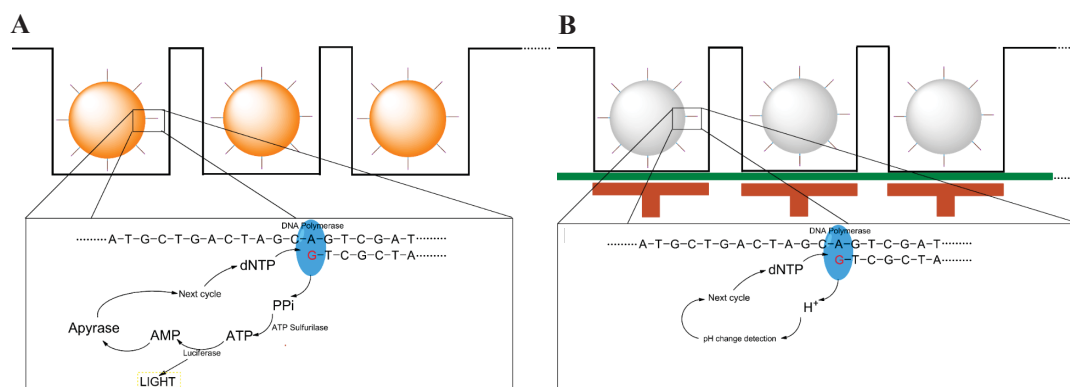 A
DNA Polymerase
········A-T-G-C-T-G-A-C-T-A-G-C-A-G-T-C-G-A-T········
G-T-C-G-C-T-A········
dNTP
Next cycle
PPi
ATP Sulfurilase
Apyrase
AMP
ATP
Luciferase
LIGHT
B
DNA Polymerase
········A-T-G-C-T-G-A-C-T-A-G-C-A-G-T-C-G-A-T········
G-T-C-G-C-T-A········
dNTP
Next cycle
H+
pH change detection